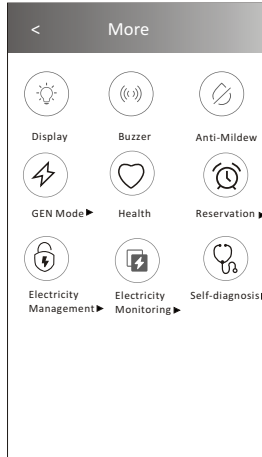 < More
Display Buzzer Anti-Mildew
GEN Mode▶ Health Reservation▶
Electricity Electricity Self-diagnosis▶
Management▶ Monitoring▶